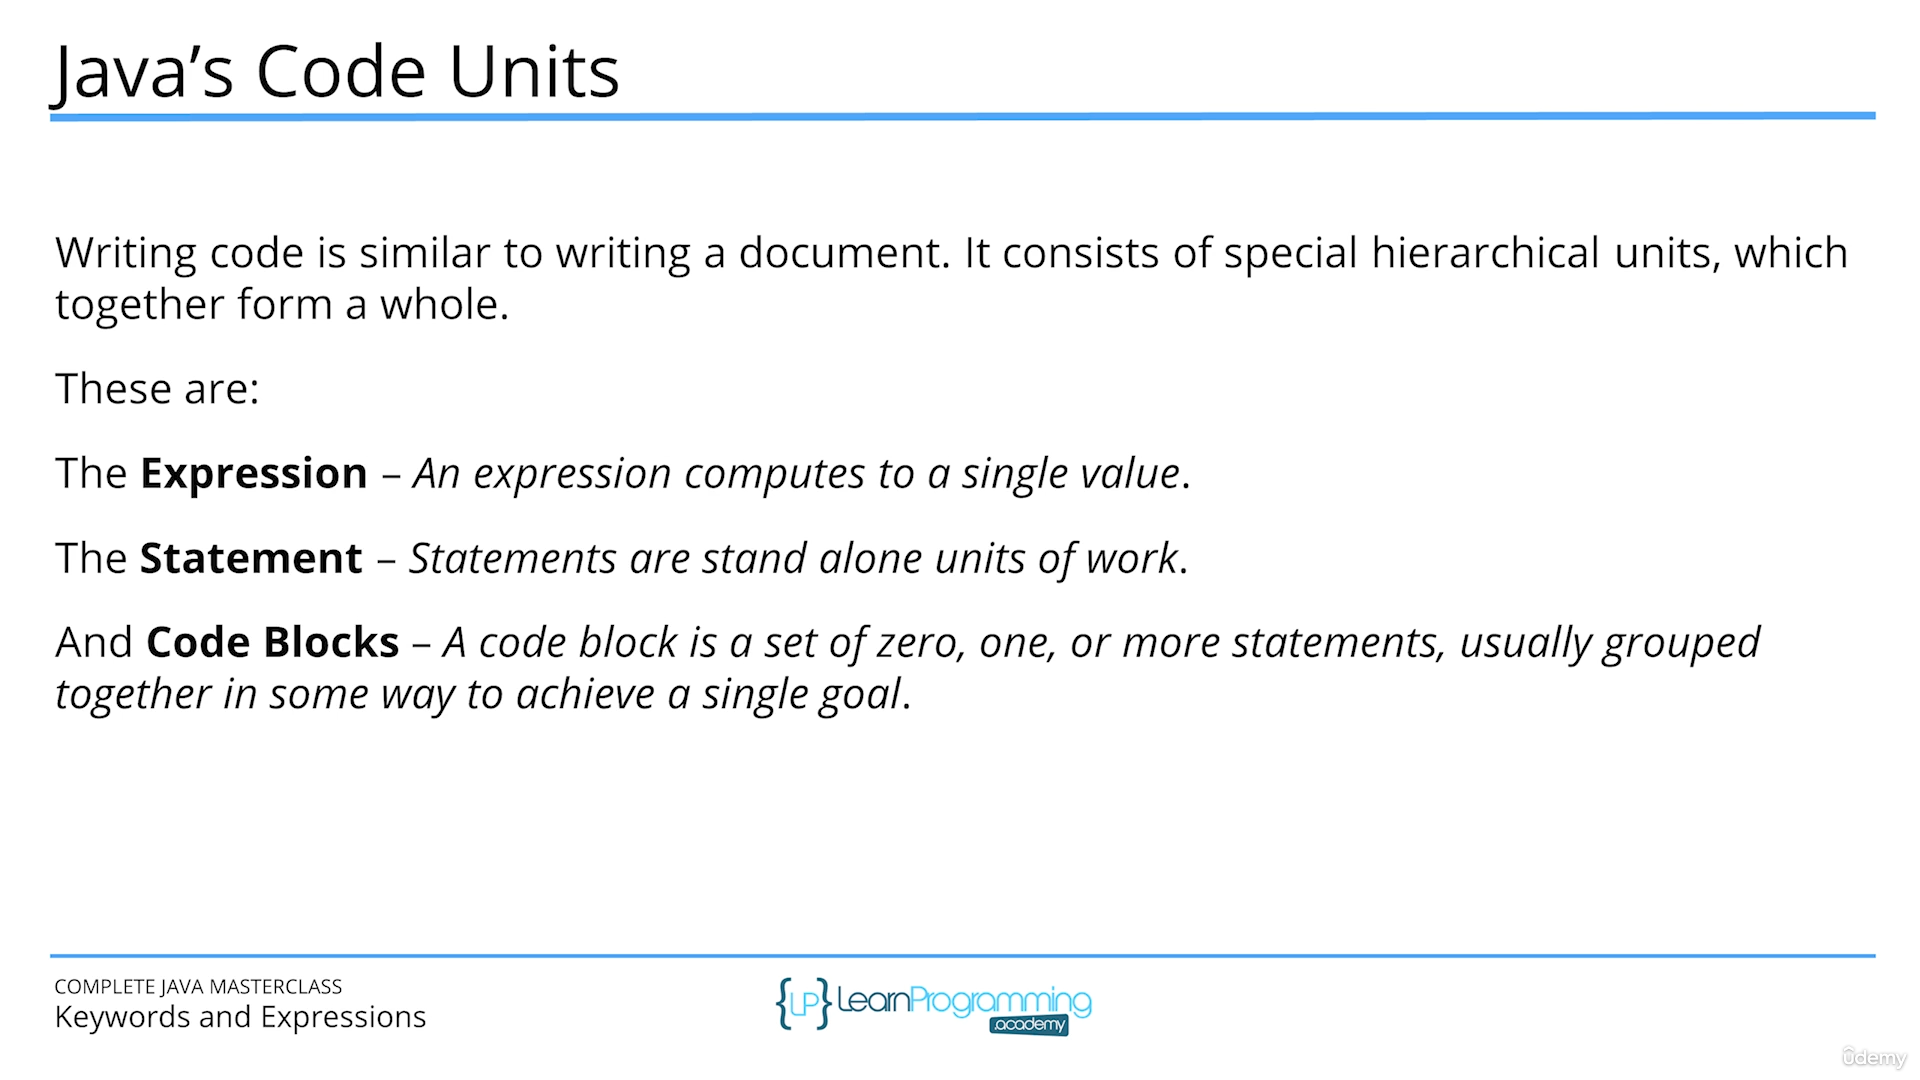 Java’s Code Units
Writing code is similar to writing a document. It consists of special hierarchical units, which
together form a whole.
These are:
The Expression – An expression computes to a single value.
The Statement – Statements are stand alone units of work.
And Code Blocks – A code block is a set of zero, one, or more statements, usually grouped
together in some way to achieve a single goal.
COMPLETE JAVA MASTERCLASS
Keywords and Expressions
{LP} LearnProgramming
.academy
ûdemy